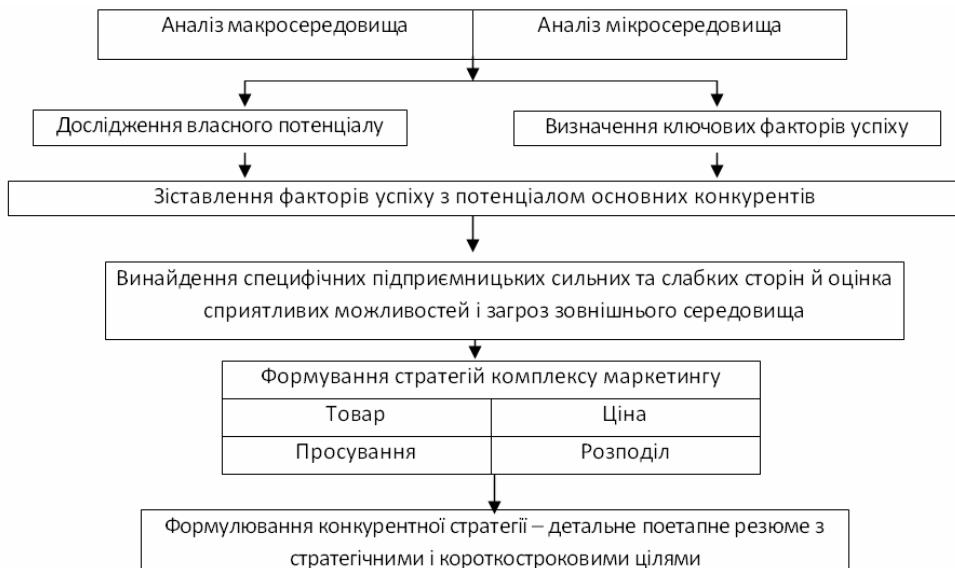 Аналіз макросередовища
Аналіз мікросередовища
Дослідження власного потенціалу
Визначення ключових факторів успіху
Зіставлення факторів успіху з потенціалом основних конкурентів
Винайдення специфічних підприємницьких сильних та слабких сторін й оцінка
сприятливих можливостей і загроз зовнішнього середовища
Формування стратегій комплексу маркетингу
Товар
Ціна
Просування
Розподіл
Формулювання конкурентної стратегії – детальне поетапне резюме з
стратегічними і короткостроковими цілями